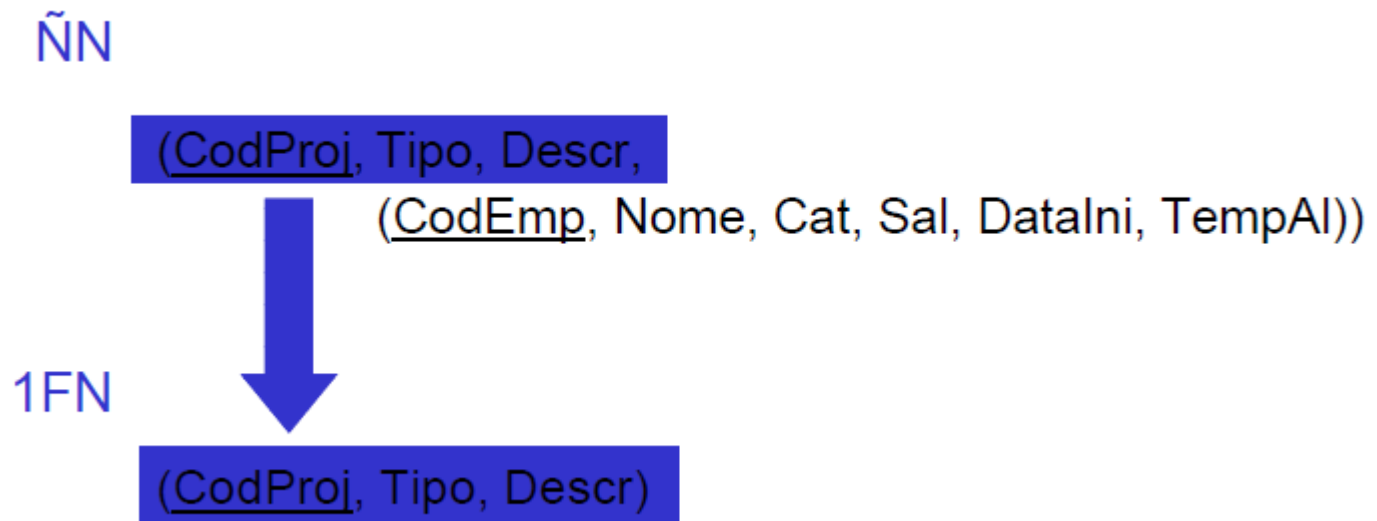 ÑN
(CodProj, Tipo, Descr,
(CodEmp, Nome, Cat, Sal, DataIni, TempAl))
1FN
(CodProj, Tipo, Descr)